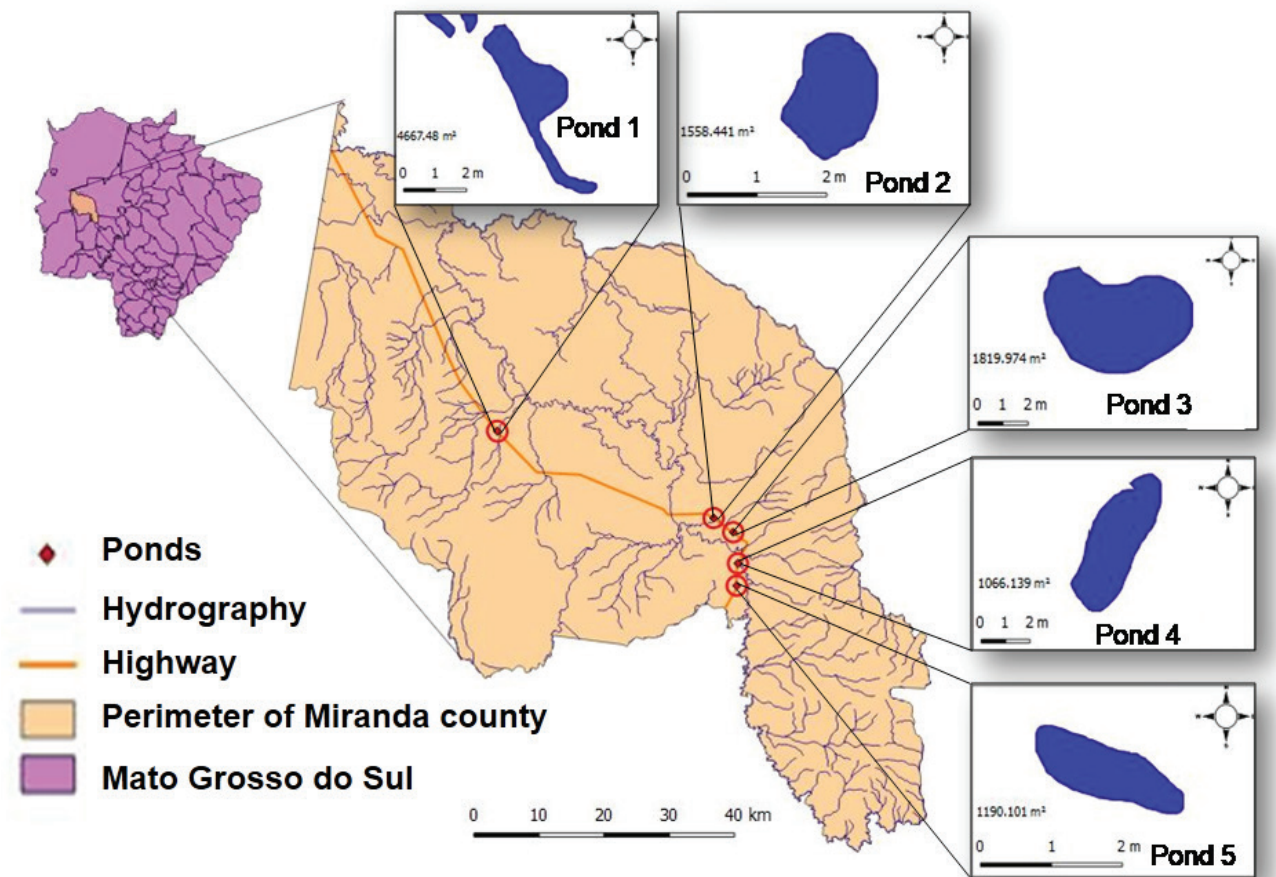 4667.48 m²
0 1 2 m
Pond 1
1558.441 m²
0 1 2 m
Pond 2
1819.974 m²
0 1 2 m
Pond 3
1066.139 m²
0 1 2 m
Pond 4
1190.101 m²
0 1 2 m
Pond 5
Ponds
Hydrography
Highway
Perimeter of Miranda county
Mato Grosso do Sul
0 10 20 30 40 km